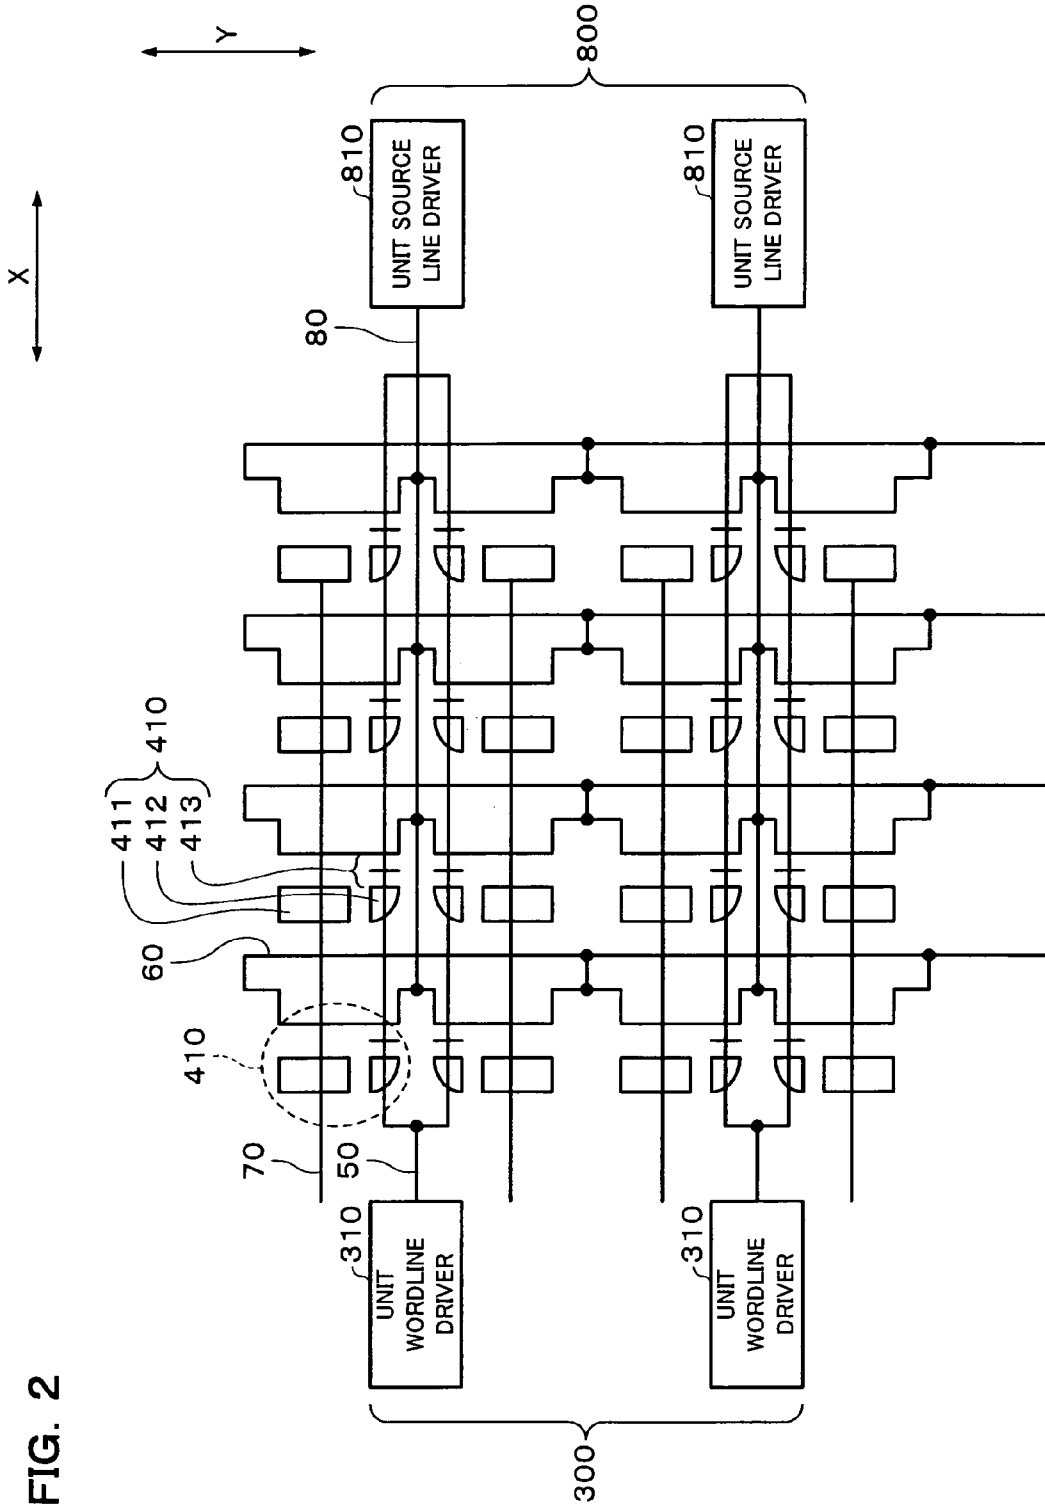 FIG. 2
X
Y
300
310
UNIT
WORDLINE
DRIVER
310
UNIT
WORDLINE
DRIVER
70
50
410
60
411
412
413
410
80
810
UNIT SOURCE
LINE DRIVER
810
UNIT SOURCE
LINE DRIVER
800